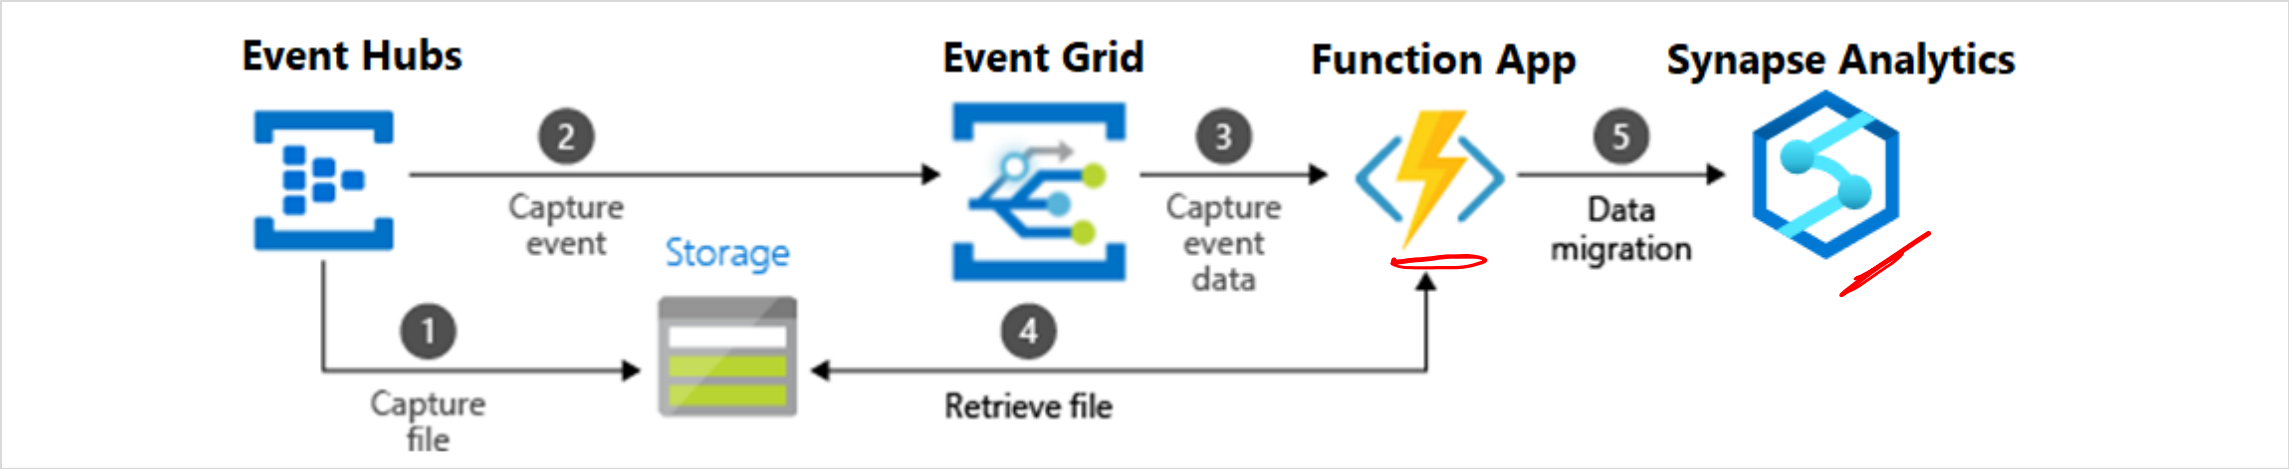 Event Hubs
Event Grid
Function App
Synapse Analytics
2
3
5
Capture
event
Capture
event
data
Data
migration
Storage
1
4
Capture
file
Retrieve file